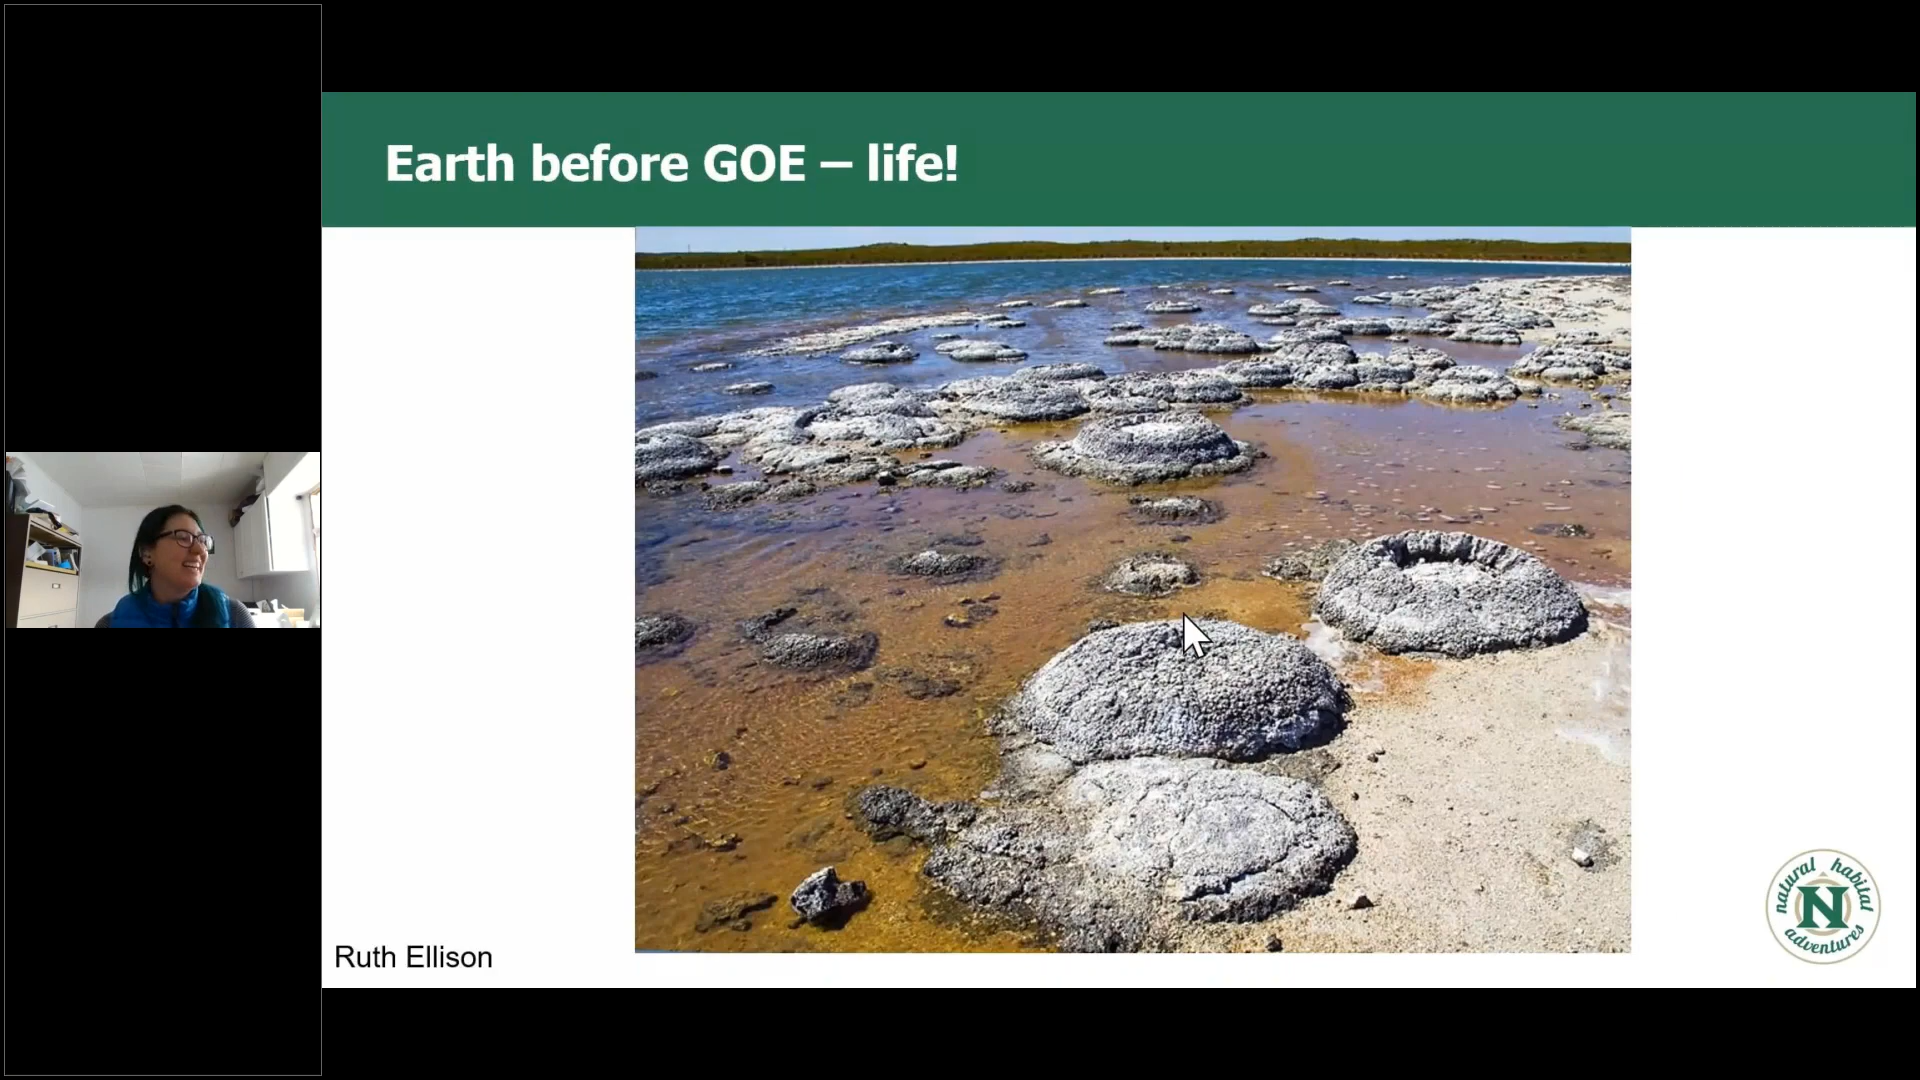 Earth before GOE – life!
Ruth Ellison
natural habitat
N
adventures